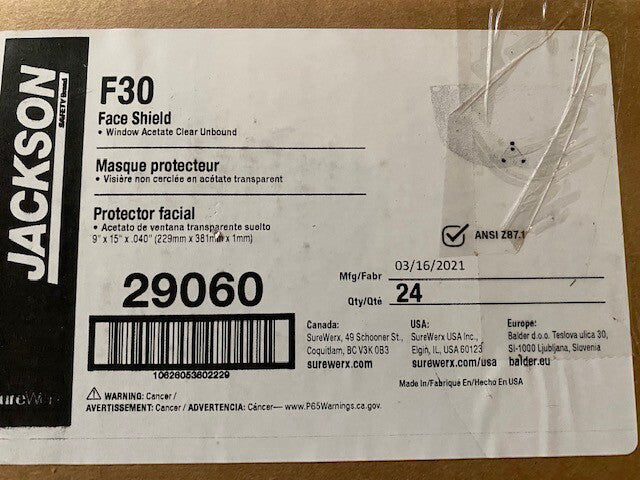 JACKSON
SAFETY Brand
F30
Face Shield
• Window Acetate Clear Unbound
Masque protecteur
• Visière non cerclée en acétate transparent
Protector facial
• Acetato de ventana transparente suelto
9" x 15" x .040" (229mm x 381mm x 1mm)
ANSI Z87.1
29060
10626053602229
Mfg/Fabr 03/16/2021
Qty/Qté 24
Canada:
SureWerx, 49 Schooner St.,
Coquitlam, BC V3K 0B3
surewerx.com
USA:
SureWerx USA Inc.,
Elgin, IL, USA 60123
surewerx.com/usa
Europe:
Balder d.o.o. Teslova ulica 30,
SI-1000 Ljubljana, Slovenia
balder.eu
Made In/Fabriqué En/Hecho En USA
WARNING: Cancer /
AVERTISSEMENT: Cancer / ADVERTENCIA: Cáncer— www.P65Warnings.ca.gov.